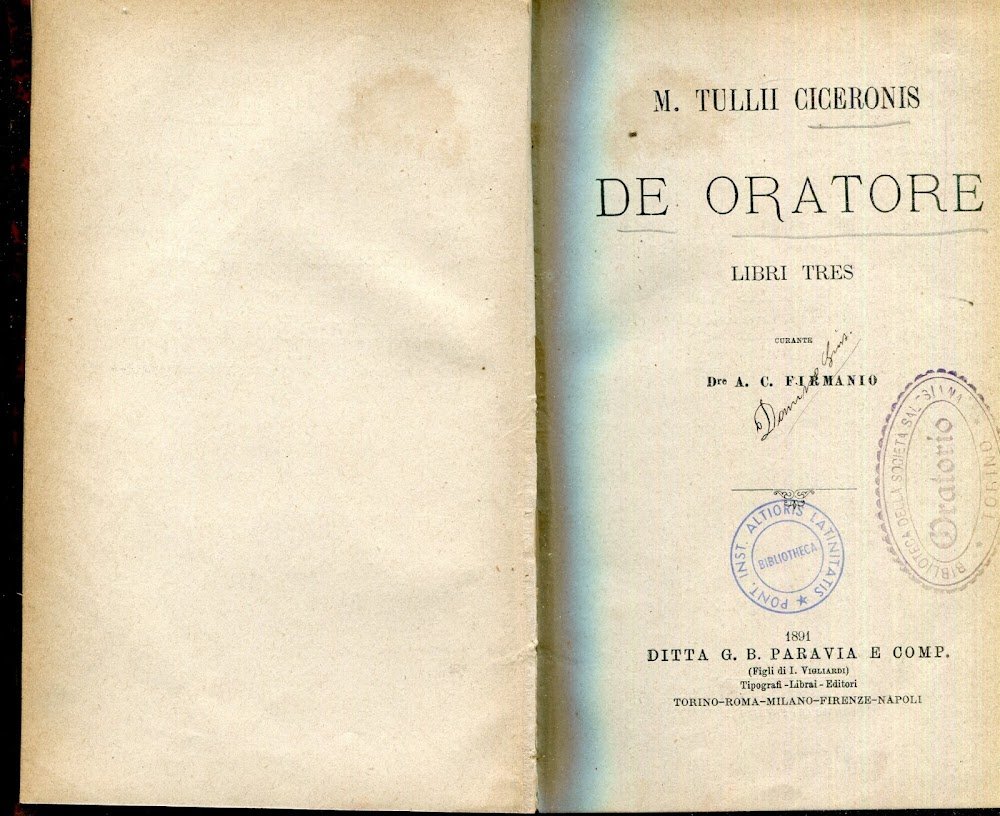 M. TULLII CICERONIS
DE ORATORE
LIBRI TRES
CURANTE
Dre A. C. FIRMANIO
BIBLIOTECA DELLA SOCIETÀ SALESIANA * TORINO *
Oratorio
PONT. INST. ALTIORIS LATINITATIS ★
BIBLIOTHECA
1891
DITTA G. B. PARAVIA E COMP.
(Figli di I. VIGLIARDI)
Tipografi-Librai-Editori
TORINO-ROMA-MILANO-FIRENZE-NAPOLI